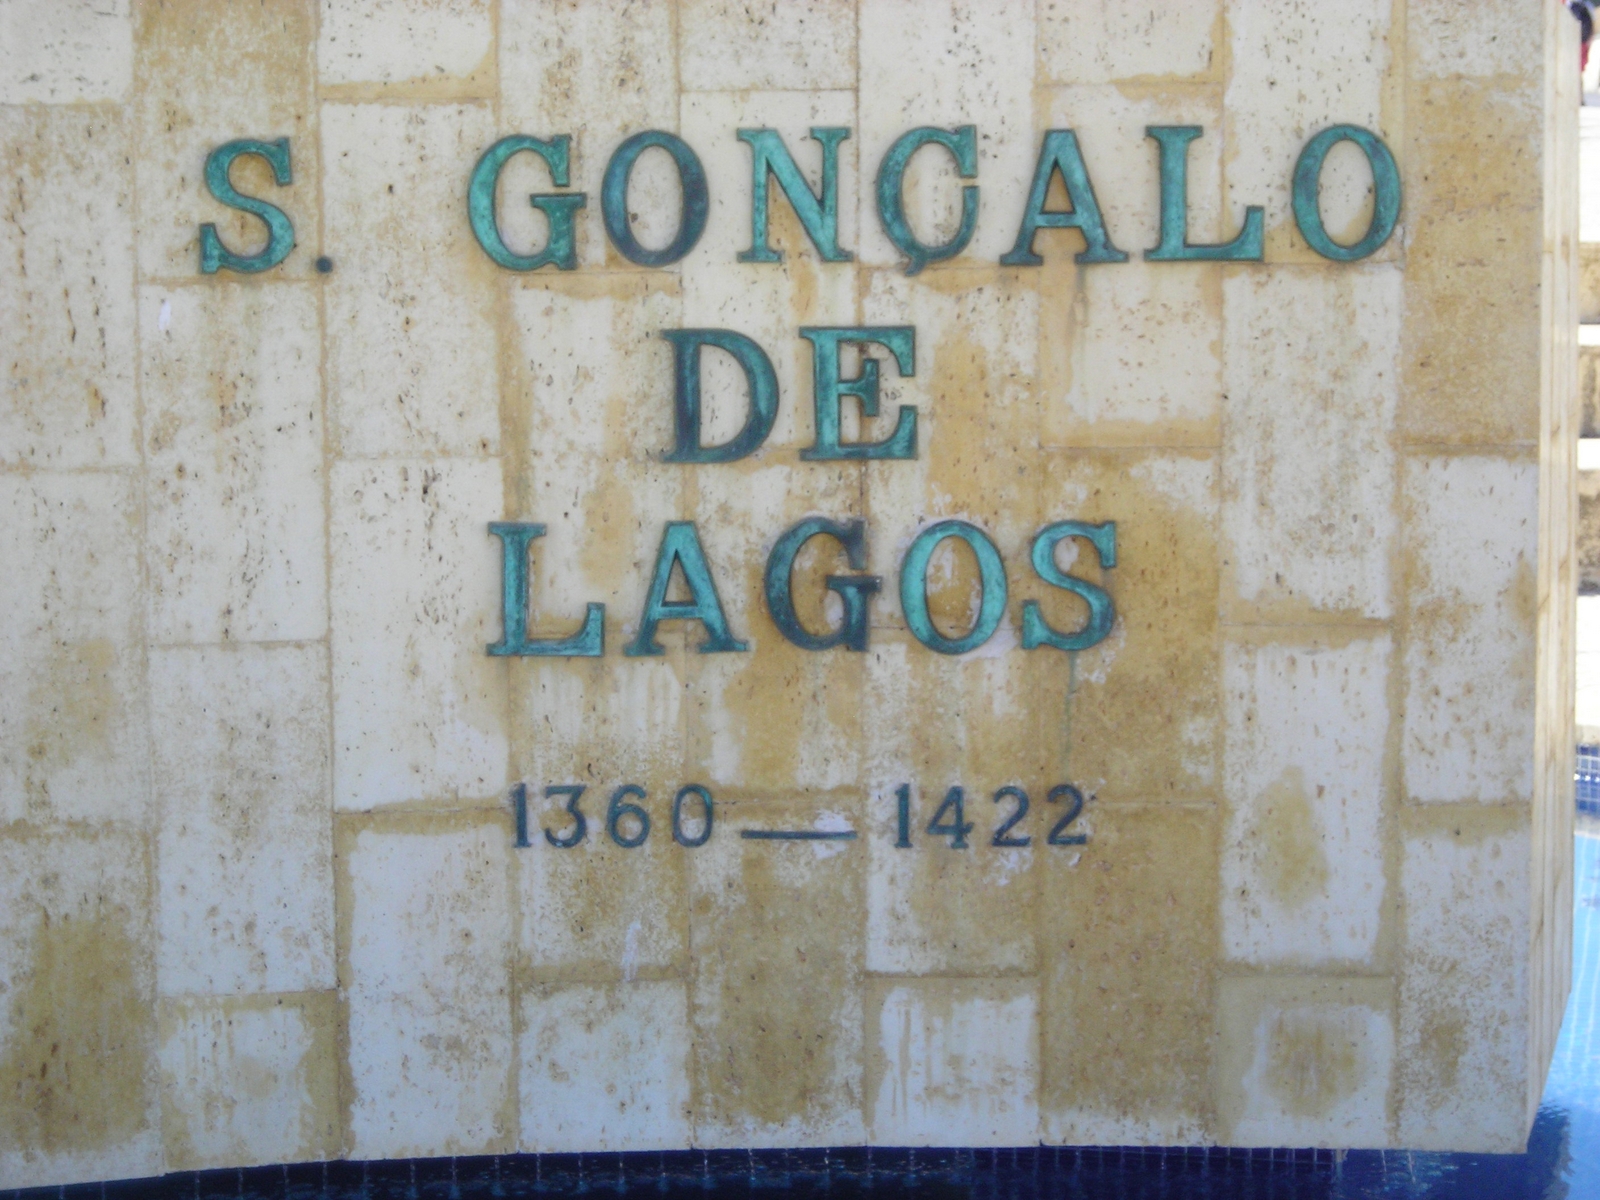 S. GONÇALO
DE
LAGOS
1360 — 1422